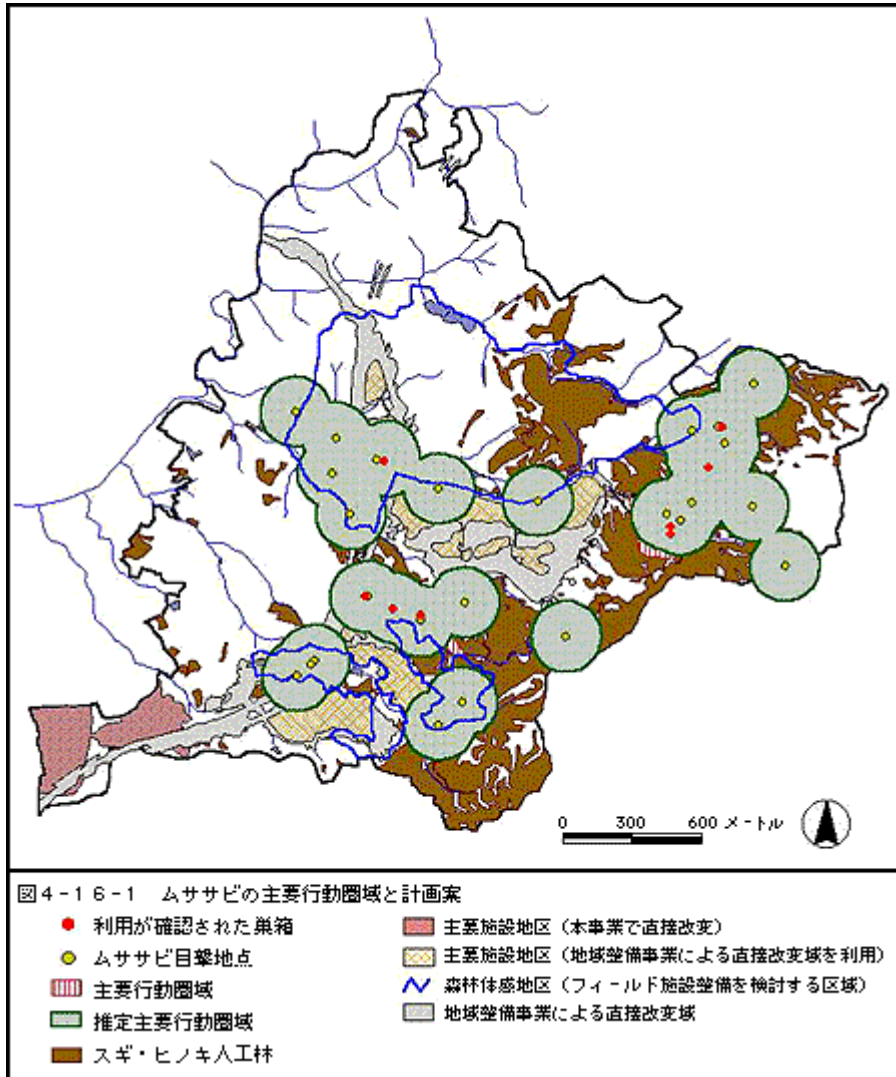 0 300 600 メートル
図4-16-1 ムササビの主要行動圏域と計画案
利用が確認された巣箱
ムササビ目撃地点
主要行動圏域
推定主要行動圏域
スギ・ヒノキ人工林
主要施設地区（本事業で直接改変）
主要施設地区（地域整備事業による直接改変域を利用）
森林体感地区（フィールド施設整備を検討する区域）
地域整備事業による直接改変域